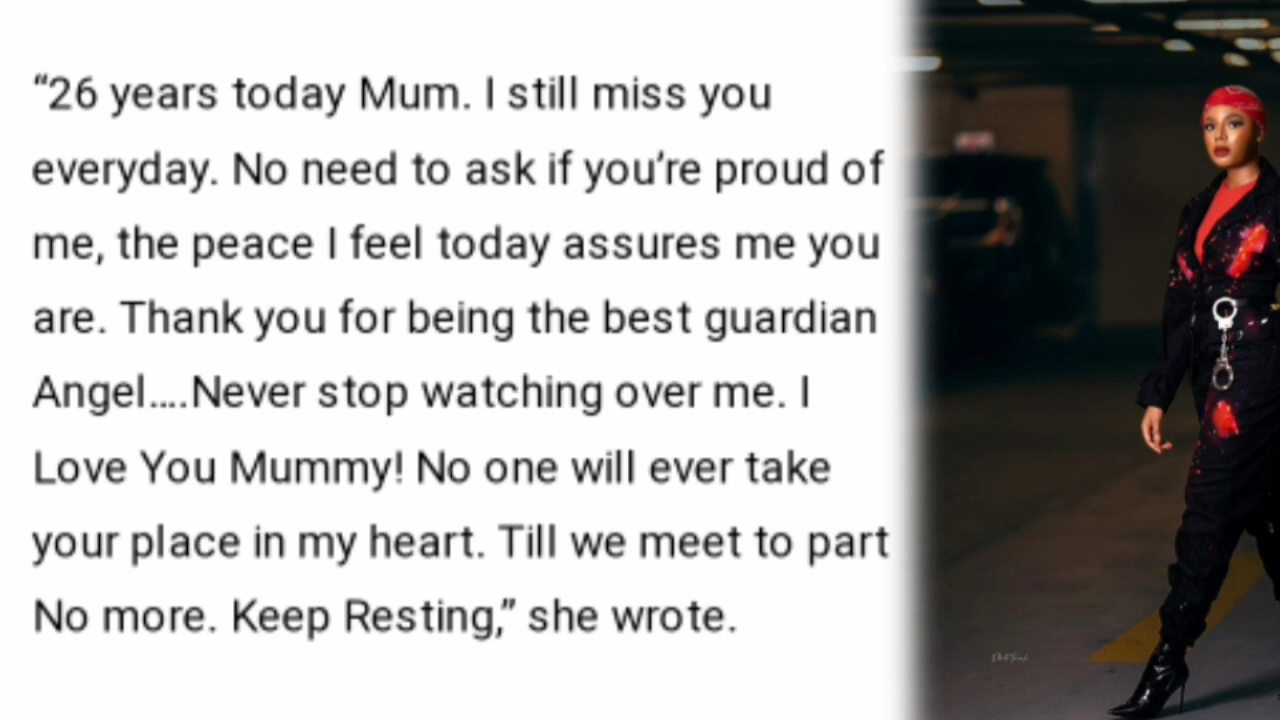 “26 years today Mum. I still miss you
everyday. No need to ask if you’re proud of
me, the peace I feel today assures me you
are. Thank you for being the best guardian
Angel....Never stop watching over me. I
Love You Mummy! No one will ever take
your place in my heart. Till we meet to part
No more. Keep Resting,” she wrote.